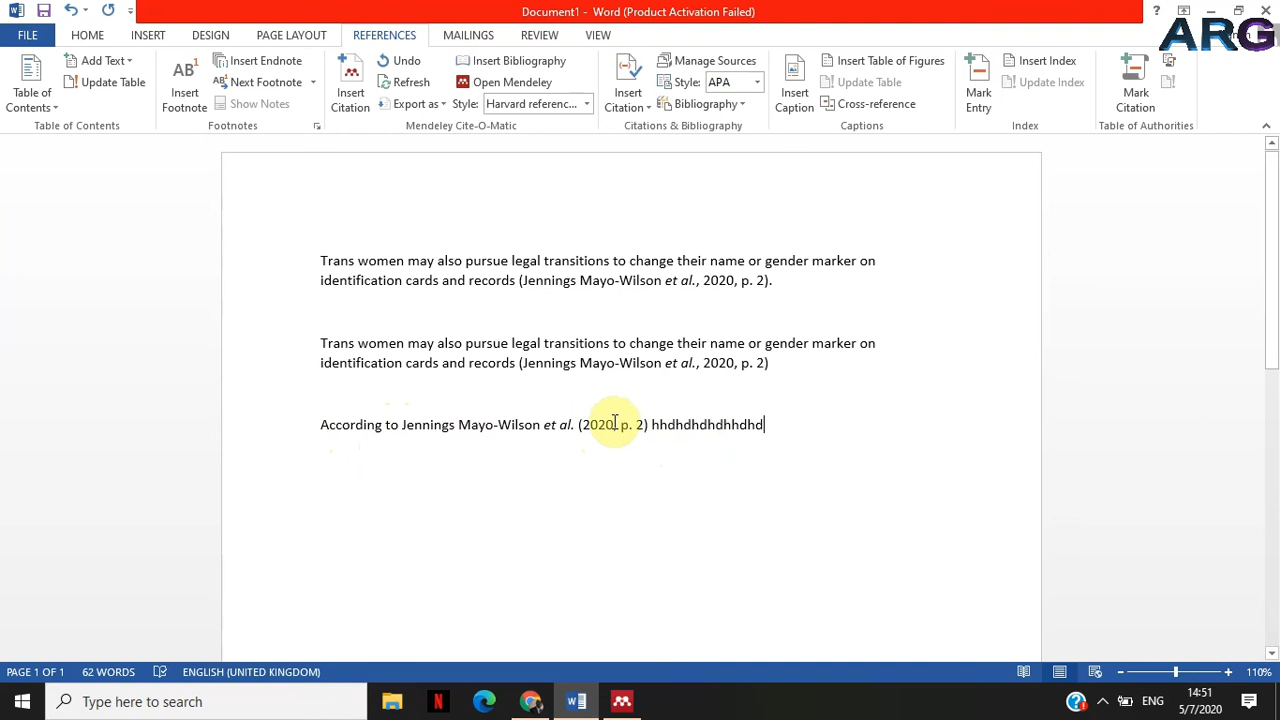 Document1 - Word (Product Activation Failed)
ARG
FILE HOME INSERT DESIGN PAGE LAYOUT REFERENCES MAILINGS REVIEW VIEW
Table of Contents
Add Text
Update Table
Table of Contents
AB1
Insert Footnote
Insert Endnote
Next Footnote
Show Notes
Footnotes
Insert Citation
Undo
Refresh
Export as
Insert Bibliography
Open Mendeley
Style: Harvard referenc...
Mendeley Cite-O-Matic
Insert Citation
Manage Sources
Style: APA
Bibliography
Citations & Bibliography
Insert Caption
Insert Table of Figures
Update Table
Cross-reference
Captions
Mark Entry
Insert Index
Update Index
Index
Mark Citation
Table of Authorities
Trans women may also pursue legal transitions to change their name or gender marker on
identification cards and records (Jennings Mayo-Wilson et al., 2020, p. 2).
Trans women may also pursue legal transitions to change their name or gender marker on
identification cards and records (Jennings Mayo-Wilson et al., 2020, p. 2)
According to Jennings Mayo-Wilson et al. (2020, p. 2) hhdhdhdhdhhdhd
PAGE 1 OF 1 62 WORDS ENGLISH (UNITED KINGDOM) 110%
Type here to search
ENG
14:51
5/7/2020